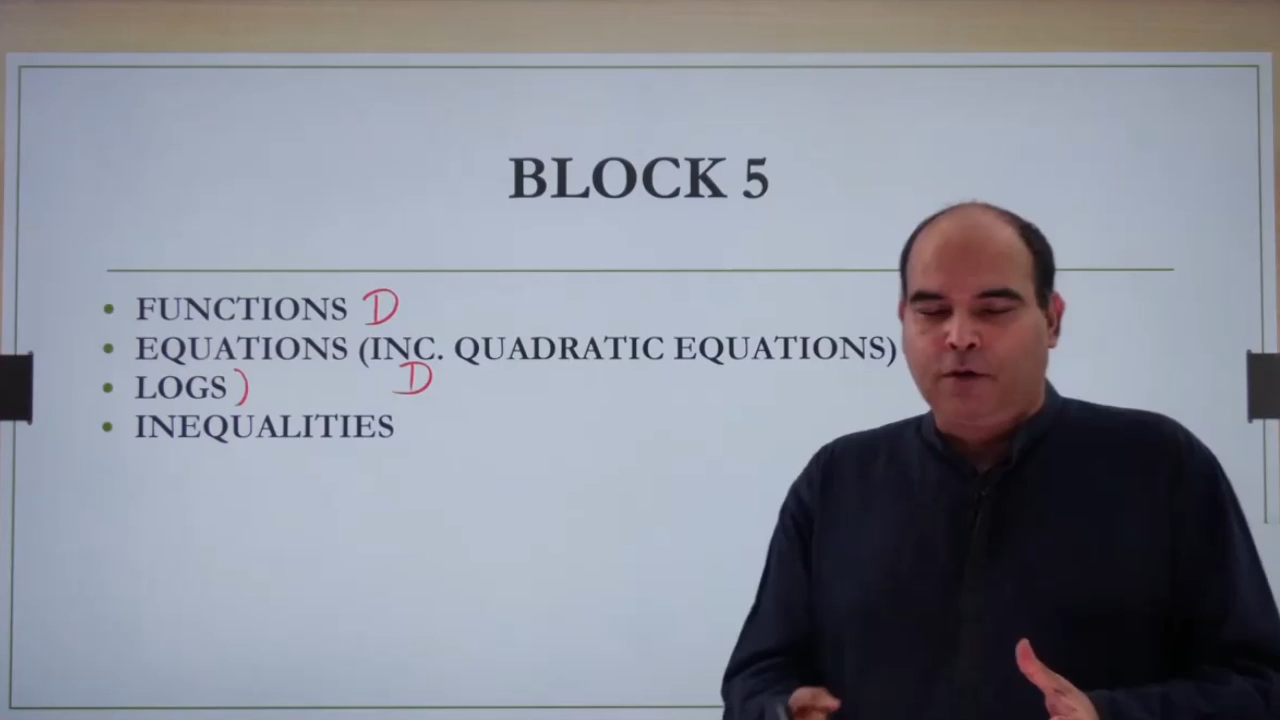 BLOCK 5
• FUNCTIONS D
• EQUATIONS (INC. QUADRATIC EQUATIONS)
D
• LOGS )
• INEQUALITIES